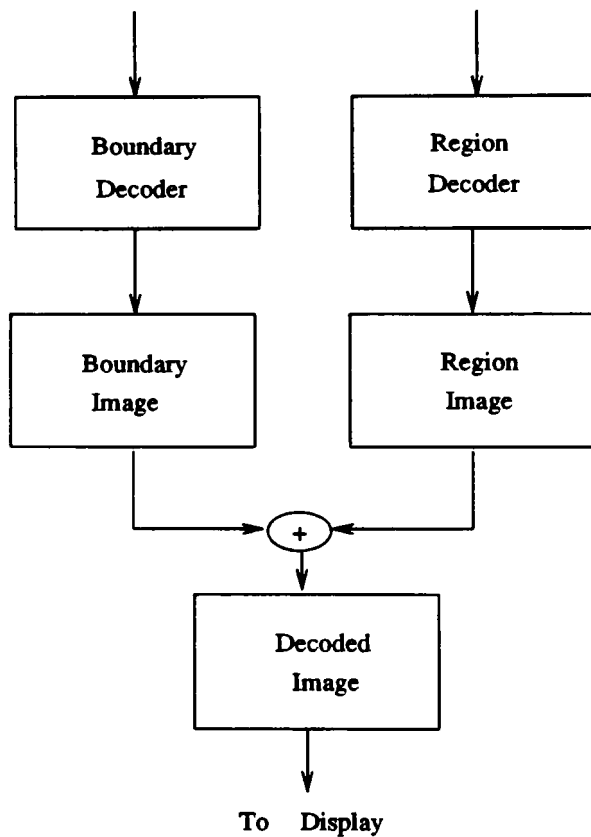 Boundary
Decoder
Region
Decoder
Boundary
Image
Region
Image
+
Decoded
Image
To Display